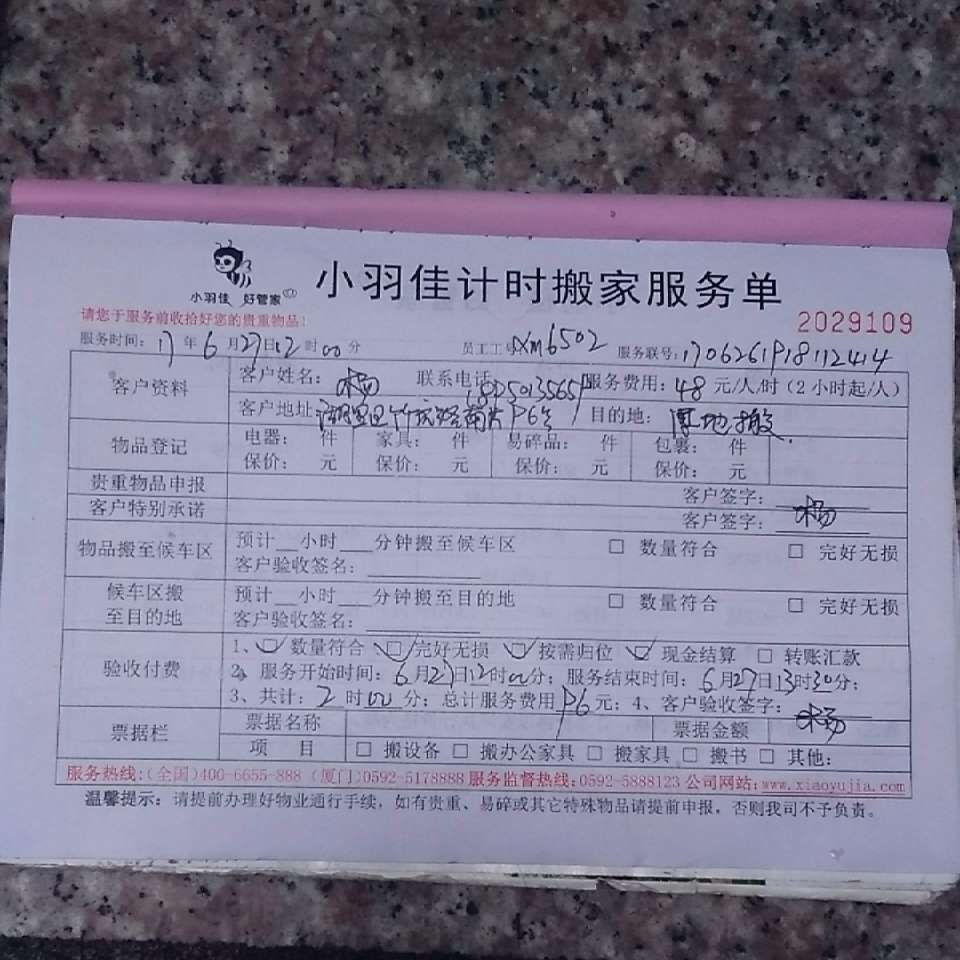 小羽佳 好管家
小羽佳计时搬家服务单
请您于服务前收拾好您的贵重物品!
2029109
服务时间: 17 年 6 月 27 日 12 时 00 分 员工工号 XM6502 服务联号: 170626191811 2414
客户资料 客户姓名: 杨 联系电话: 服务费用: 48 元/人/时 (2 小时起/人)
客户地址 湖里区 目的地: 原地搬
物品登记 电器: 件 家具: 件 易碎品: 件 包裹: 件
保价: 元 保价: 元 保价: 元 保价: 元
贵重物品申报 客户签字:
客户特别承诺 客户签字: 杨
物品搬至候车区 预计__小时__分钟搬至候车区 □ 数量符合 □ 完好无损
客户验收签名:
候车区搬至目的地 预计__小时__分钟搬至目的地 □ 数量符合 □ 完好无损
客户验收签名:
验收付费 1、☑ 数量符合 ☑ 完好无损 ☑ 按需归位 ☑ 现金结算 □ 转账汇款
2、服务开始时间: 6 月 27 日 12 时 00 分; 服务结束时间: 6 月 27 日 13 时 30 分;
3、共计: 2 时 00 分; 总计服务费用 96 元; 4、客户验收签字: 杨
票据栏 票据名称 票据金额
项 目 □ 搬设备 □ 搬办公家具 □ 搬家具 □ 搬书 □ 其他:
服务热线:(全国)400-6655-888 (厦门)0592-5178888 服务监督热线:0592-5888123 公司网站:www.xiaoyujia.com
温馨提示: 请提前办理好物业通行手续, 如有贵重、易碎或其它特殊物品请提前申报, 否则我司不予负责。